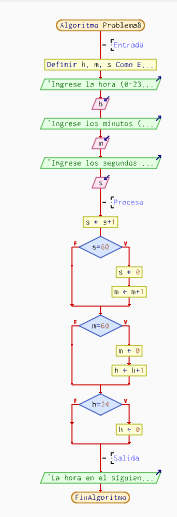 Algoritmo Problema8
Entrada
Definir h, m, s Como E,...
"Ingrese la hora (0-23...
h
"Ingrese los minutos (,...
m
"Ingrese los segundos ...
s
Proceso
s ← s+1
s=60
F
V
s ← 0
m ← m+1
m=60
F
V
m ← 0
h ← h+1
h=24
F
V
h ← 0
Salida
"La hora en el siguien...
FinAlgoritmo